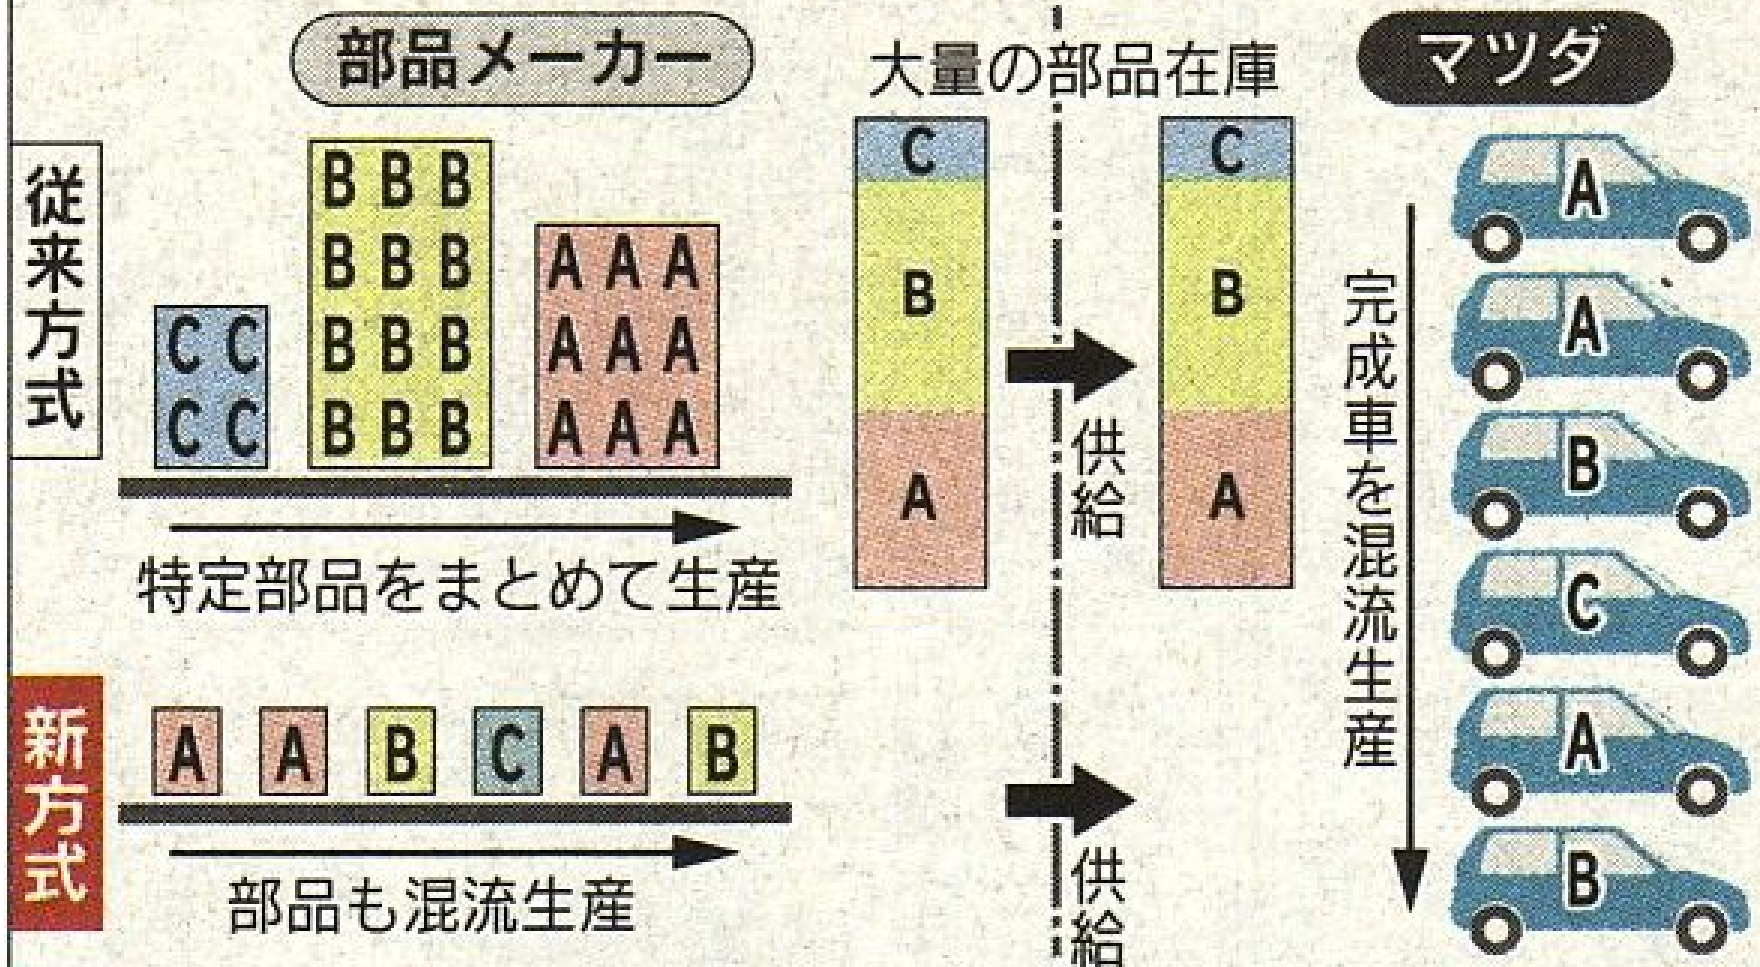 部品メーカー
大量の部品在庫
マツダ
従来方式
C C
C C
B B B
B B B
B B B
B B B
A A A
A A A
A A A
特定部品をまとめて生産
C
B
A
供給
C
B
A
新方式
A A B C A B
部品も混流生産
供給
完成車を混流生産
A
A
B
C
A
B